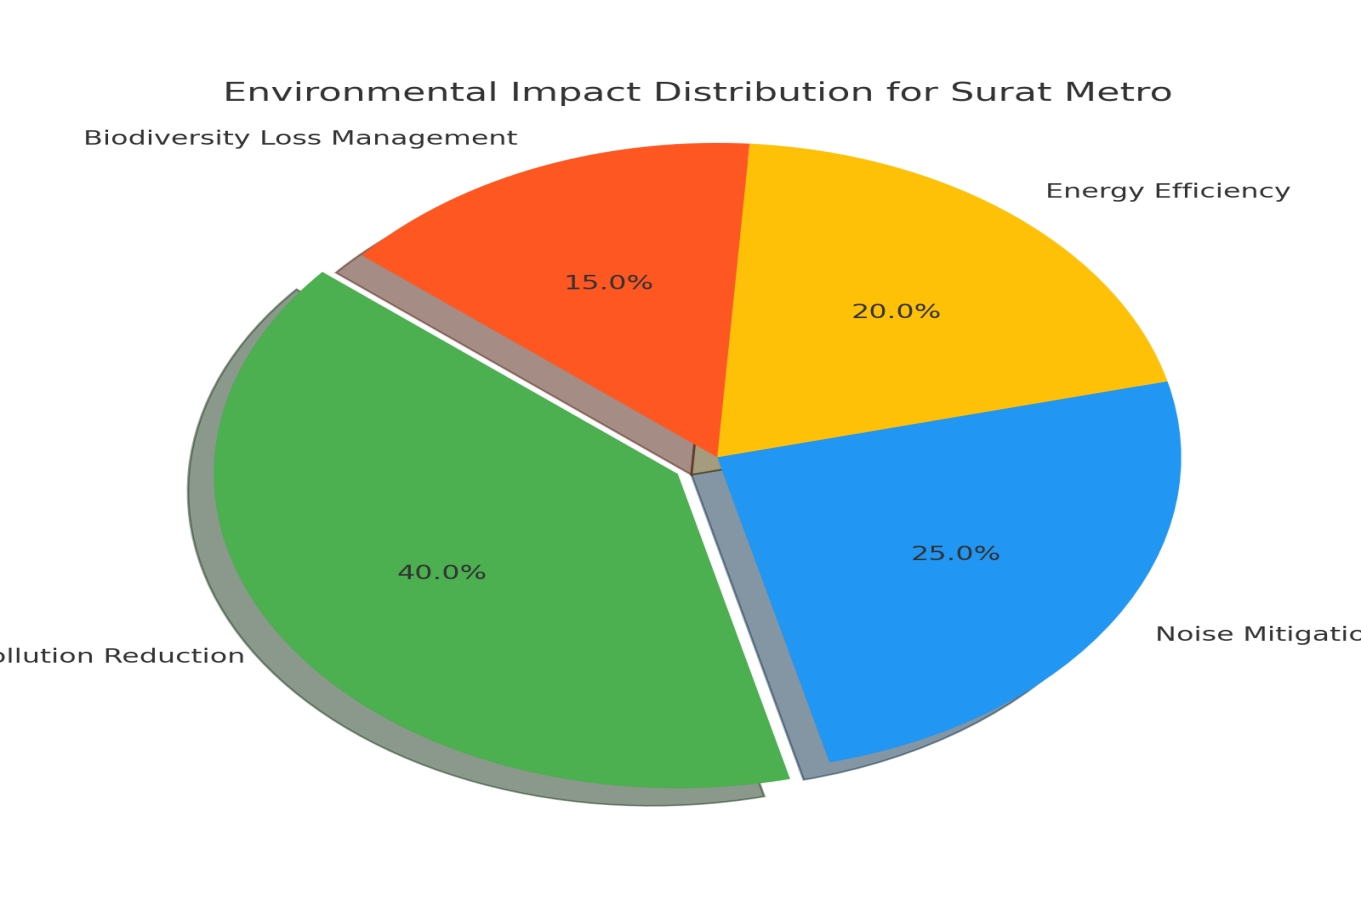 Environmental Impact Distribution for Surat Metro
Biodiversity Loss Management
Energy Efficiency
15.0%
20.0%
25.0%
40.0%
Noise Mitigatio
ollution Reduction